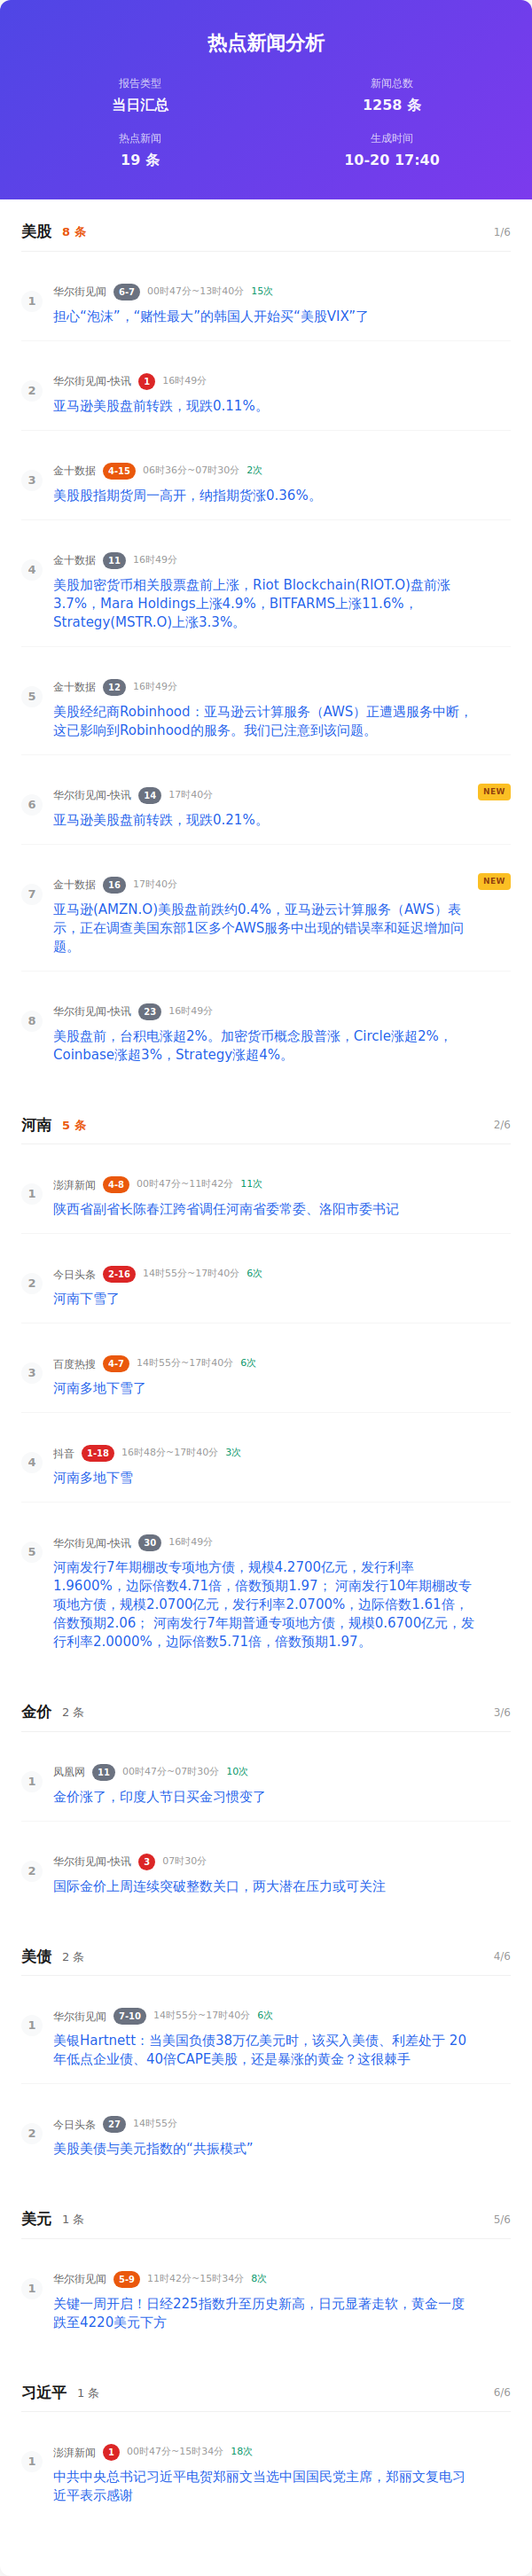 热点新闻分析
报告类型
新闻总数
当日汇总
1258 条
热点新闻
生成时间
19 条
10-20 17:40
美股 8 条 1/6
1
华尔街见闻 6-7 00时47分~13时40分 15次
担心“泡沫”，“赌性最大”的韩国人开始买“美股VIX”了
2
华尔街见闻-快讯 1 16时49分
亚马逊美股盘前转跌，现跌0.11%。
3
金十数据 4-15 06时36分~07时30分 2次
美股股指期货周一高开，纳指期货涨0.36%。
4
金十数据 11 16时49分
美股加密货币相关股票盘前上涨，Riot Blockchain(RIOT.O)盘前涨
3.7%，Mara Holdings上涨4.9%，BITFARMS上涨11.6%，
Strategy(MSTR.O)上涨3.3%。
5
金十数据 12 16时49分
美股经纪商Robinhood：亚马逊云计算服务（AWS）正遭遇服务中断，
这已影响到Robinhood的服务。我们已注意到该问题。
6
华尔街见闻-快讯 14 17时40分 NEW
亚马逊美股盘前转跌，现跌0.21%。
7
金十数据 16 17时40分 NEW
亚马逊(AMZN.O)美股盘前跌约0.4%，亚马逊云计算服务（AWS）表
示，正在调查美国东部1区多个AWS服务中出现的错误率和延迟增加问
题。
8
华尔街见闻-快讯 23 16时49分
美股盘前，台积电涨超2%。加密货币概念股普涨，Circle涨超2%，
Coinbase涨超3%，Strategy涨超4%。
河南 5 条 2/6
1
澎湃新闻 4-8 00时47分~11时42分 11次
陕西省副省长陈春江跨省调任河南省委常委、洛阳市委书记
2
今日头条 2-16 14时55分~17时40分 6次
河南下雪了
3
百度热搜 4-7 14时55分~17时40分 6次
河南多地下雪了
4
抖音 1-18 16时48分~17时40分 3次
河南多地下雪
5
华尔街见闻-快讯 30 16时49分
河南发行7年期棚改专项地方债，规模4.2700亿元，发行利率
1.9600%，边际倍数4.71倍，倍数预期1.97； 河南发行10年期棚改专
项地方债，规模2.0700亿元，发行利率2.0700%，边际倍数1.61倍，
倍数预期2.06； 河南发行7年期普通专项地方债，规模0.6700亿元，发
行利率2.0000%，边际倍数5.71倍，倍数预期1.97。
金价 2 条 3/6
1
凤凰网 11 00时47分~07时30分 10次
金价涨了，印度人节日买金习惯变了
2
华尔街见闻-快讯 3 07时30分
国际金价上周连续突破整数关口，两大潜在压力或可关注
美债 2 条 4/6
1
华尔街见闻 7-10 14时55分~17时40分 6次
美银Hartnett：当美国负债38万亿美元时，该买入美债、利差处于 20
年低点企业债、40倍CAPE美股，还是暴涨的黄金？这很棘手
2
今日头条 27 14时55分
美股美债与美元指数的“共振模式”
美元 1 条 5/6
1
华尔街见闻 5-9 11时42分~15时34分 8次
关键一周开启！日经225指数升至历史新高，日元显著走软，黄金一度
跌至4220美元下方
习近平 1 条 6/6
1
澎湃新闻 1 00时47分~15时34分 18次
中共中央总书记习近平电贺郑丽文当选中国国民党主席，郑丽文复电习
近平表示感谢